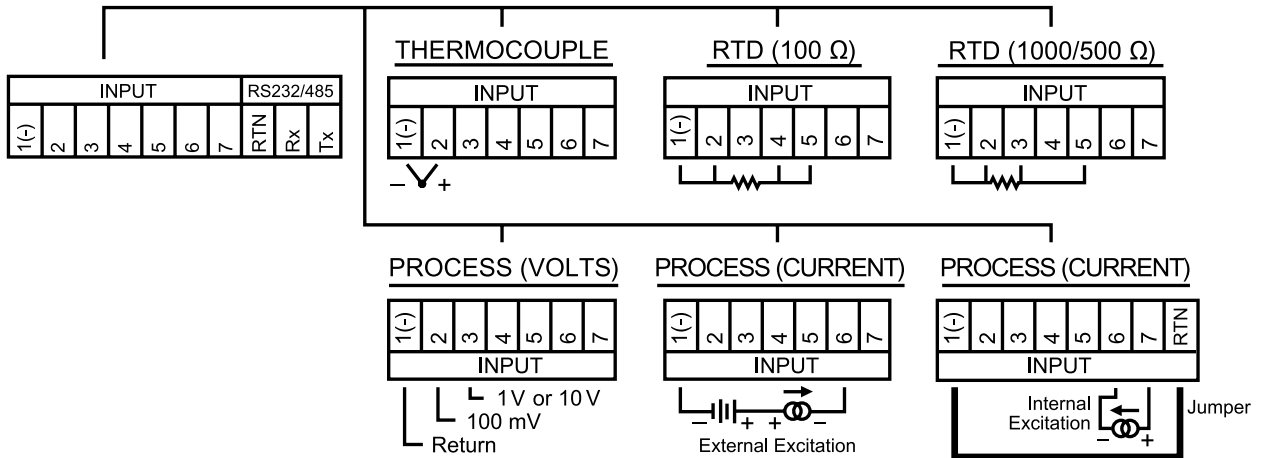 THERMOCOUPLE
RTD (100 Ω)
RTD (1000/500 Ω)
INPUT RS232/485
1(-) 2 3 4 5 6 7 RTN Rx Tx
INPUT
1(-) 2 3 4 5 6 7
– +
INPUT
1(-) 2 3 4 5 6 7
INPUT
1(-) 2 3 4 5 6 7
PROCESS (VOLTS)
PROCESS (CURRENT)
PROCESS (CURRENT)
1(-) 2 3 4 5 6 7
INPUT
1V or 10V
100 mV
Return
1(-) 2 3 4 5 6 7
INPUT
– + + –
External Excitation
1(-) 2 3 4 5 6 7 RTN
INPUT
Internal
Excitation
– +
Jumper